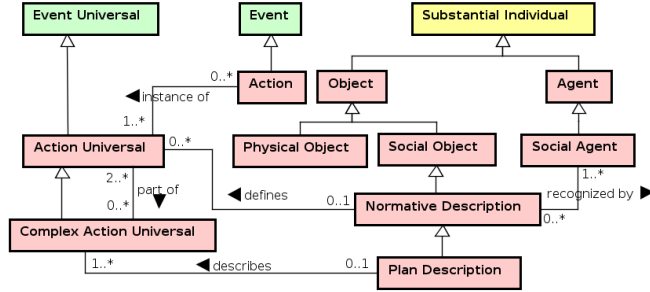 Event Universal
Event
Substantial Individual
0..*
Action
Object
Agent
instance of
1..*
Action Universal
0..*
Physical Object
Social Object
Social Agent
2..*
part of
0..*
defines
0..1
Normative Description
1..*
recognized by
0..*
Complex Action Universal
1..*
describes
0..1
Plan Description